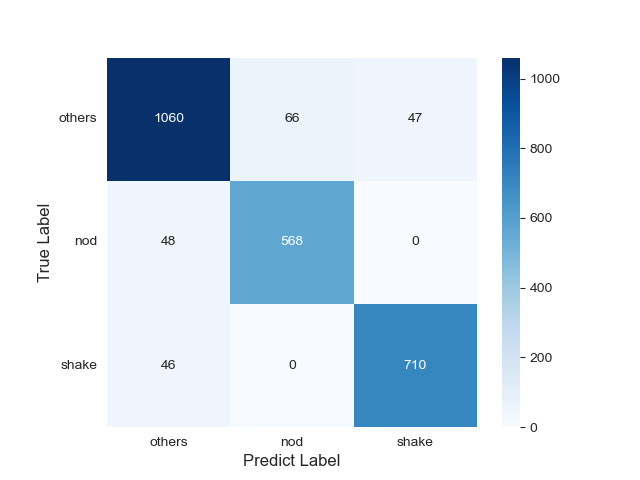 others 1060 66 47
nod 48 568 0
shake 46 0 710
others nod shake
Predict Label
True Label
1000
800
600
400
200
0